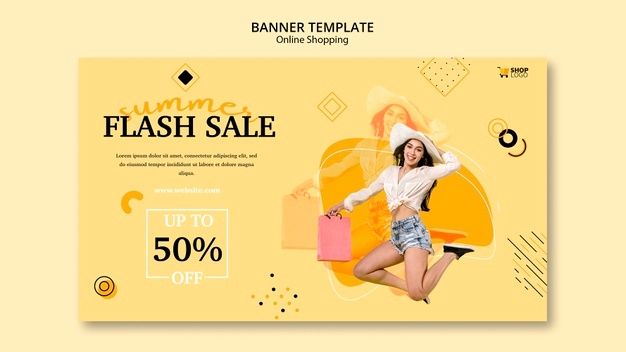 BANNER TEMPLATE
Online Shopping
SHOP
LOGO
summer
FLASH SALE
Lorem ipsum dolor sit amet, consectetur adipiscing elit, sed
do eiusmod tempor incididunt ut labore et dolore magna
aliqua.
www.website.com
UP TO
50%
OFF